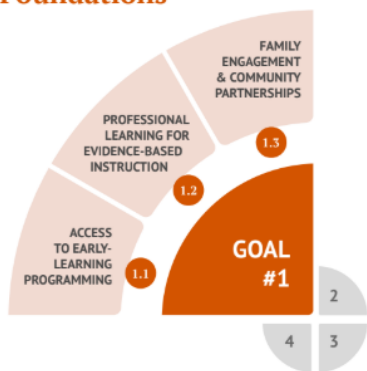 Foundations
FAMILY
ENGAGEMENT
& COMMUNITY
PARTNERSHIPS
1.3
PROFESSIONAL
LEARNING FOR
EVIDENCE-BASED
INSTRUCTION
1.2
ACCESS
TO EARLY-
LEARNING
PROGRAMMING
1.1
GOAL
#1
2
4
3